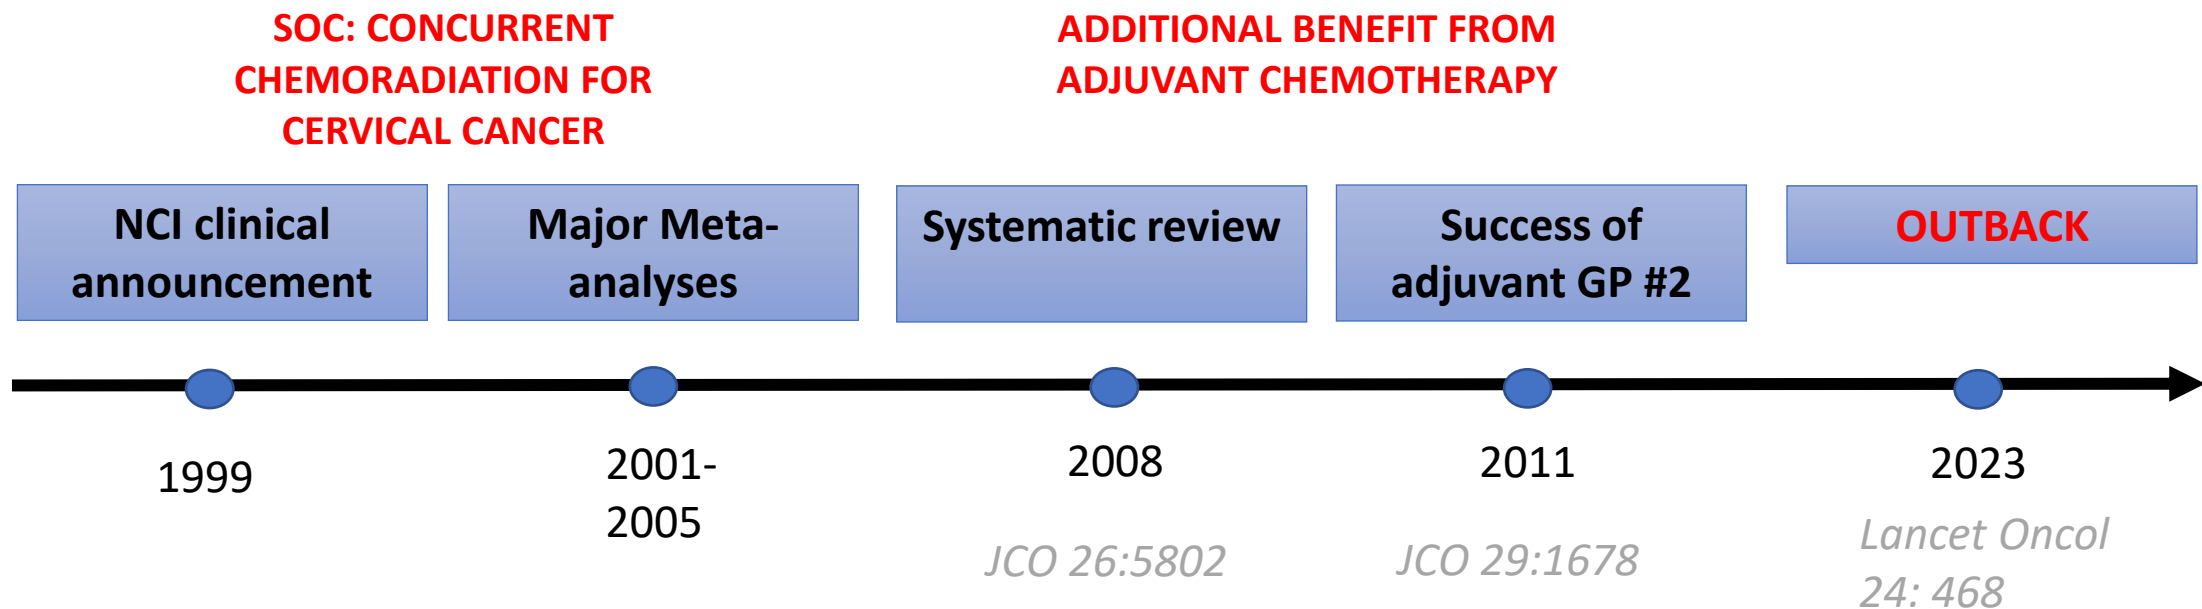 SOC: CONCURRENT
CHEMORADIATION FOR
CERVICAL CANCER
ADDITIONAL BENEFIT FROM
ADJUVANT CHEMOTHERAPY
NCI clinical
announcement
Major Meta-
analyses
Systematic review
Success of
adjuvant GP #2
OUTBACK
1999
2001-
2005
2008
2011
2023
JCO 26:5802
JCO 29:1678
Lancet Oncol
24: 468